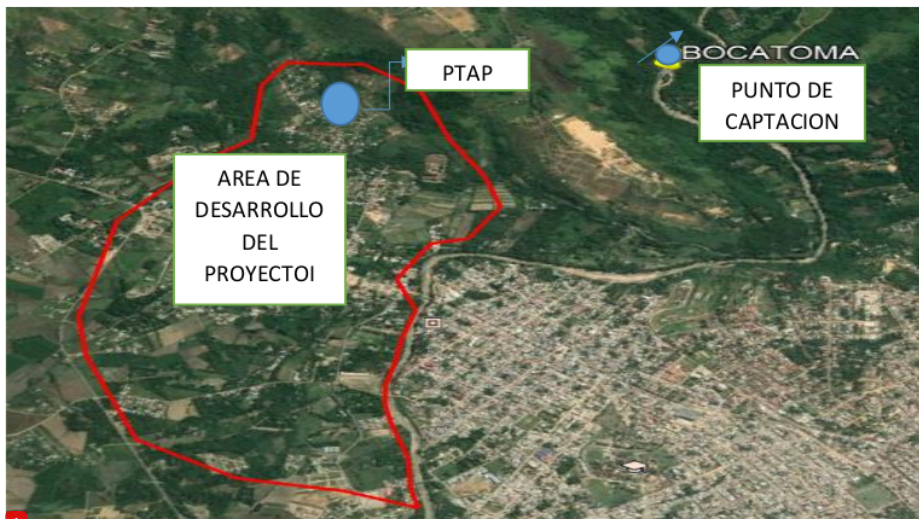 PTAP
BOCATOMA
PUNTO DE
CAPTACION
AREA DE
DESARROLLO
DEL
PROYECTOI